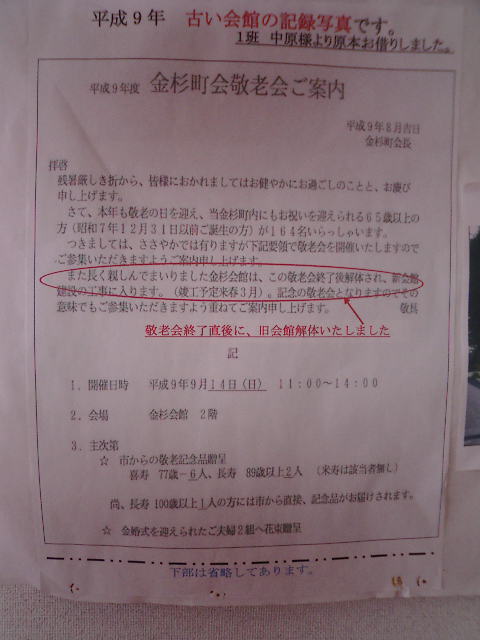 平成9年　古い会館の記録写真です。
1班 中原様より原本お借りしました。
平成9年度　金杉町会敬老会ご案内
平成9年8月吉日
金杉町会長
拝啓
残暑厳しき折から、皆様におかれましてはお健やかにお過ごしのことと、お慶び
申し上げます。
さて、本年も敬老の日を迎え、当金杉町内にもお祝いを迎えられる65歳以上の
方（昭和7年12月31日以前ご誕生の方）が164名いらっしゃいます。
つきましては、ささやかでは有りますが下記要領で敬老会を開催いたしますので
ご参集いただきますようご案内申し上げます。
また長く親しんでまいりました金杉会館は、この敬老会終了後解体され、新会館
建設の工事に入ります。（竣工予定来春3月）。記念の敬老会となりますのでその
意味でもご参集いただきますよう重ねてご案内申し上げます。　敬具
敬老会終了直後に、旧会館解体いたしました
記
1．開催日時　平成9年9月14日（日）　11：00～14：00
2．会場　金杉会館　2階
3．主次第
☆　市からの敬老記念品贈呈
喜寿　77歳－6人、長寿　89歳以上2人　（米寿は該当者無し）
尚、長寿100歳以上1人の方には市から直接、記念品がお届けされます。
☆　金婚式を迎えられたご夫婦2組へ花束贈呈
下部は省略してあります。